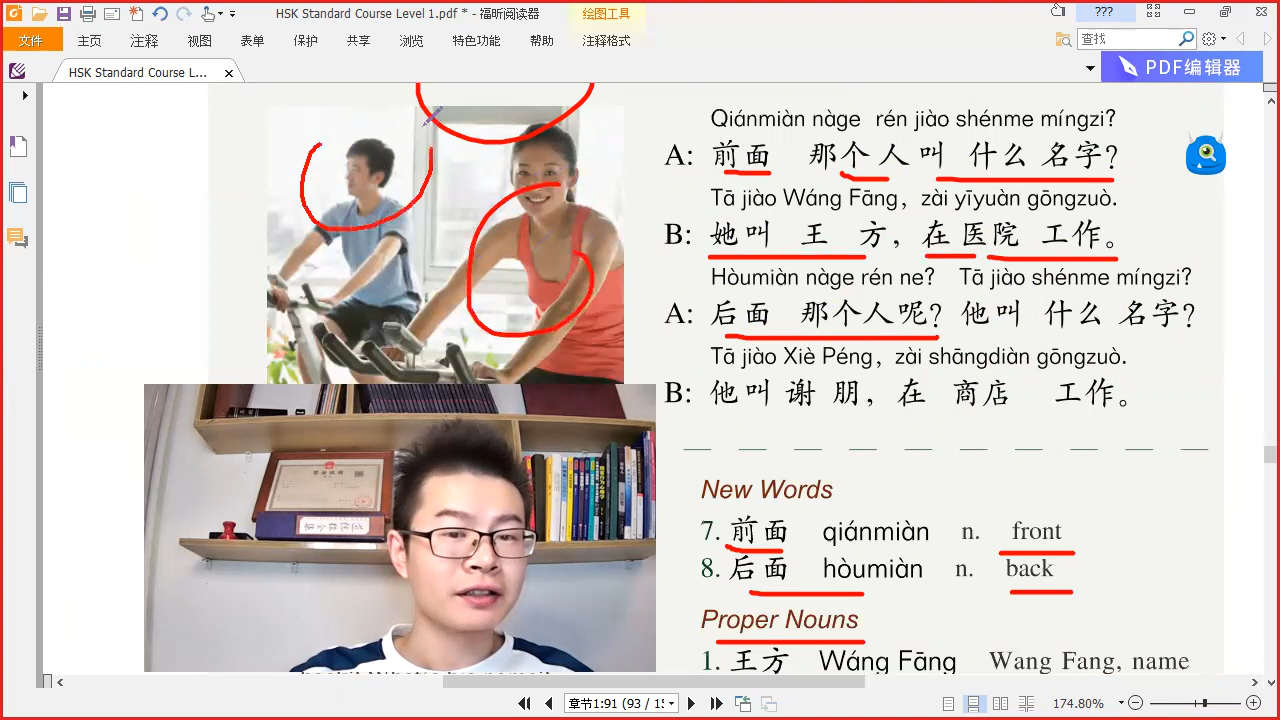 HSK Standard Course Level 1.pdf * - 福昕阅读器
绘图工具
???
文件 主页 注释 视图 表单 保护 共享 浏览 特色功能 帮助 注释格式
查找
HSK Standard Course L... ×
PDF编辑器
Qiánmiàn nàge rén jiào shénme míngzi?
A: 前面 那个人叫 什么 名字?
Tā jiào Wáng Fāng, zài yīyuàn gōngzuò.
B: 她叫 王 方, 在 医院 工作。
Hòumiàn nàge rén ne? Tā jiào shénme míngzi?
A: 后面 那个人呢? 他叫 什么 名字?
Tā jiào Xiè Péng, zài shāngdiàn gōngzuò.
B: 他叫 谢 朋, 在 商店 工作。
New Words
7. 前面 qiánmiàn n. front
8. 后面 hòumiàn n. back
Proper Nouns
1. 王方 Wáng Fāng Wang Fang, name
章节1:91 (93 / 15
174.80%